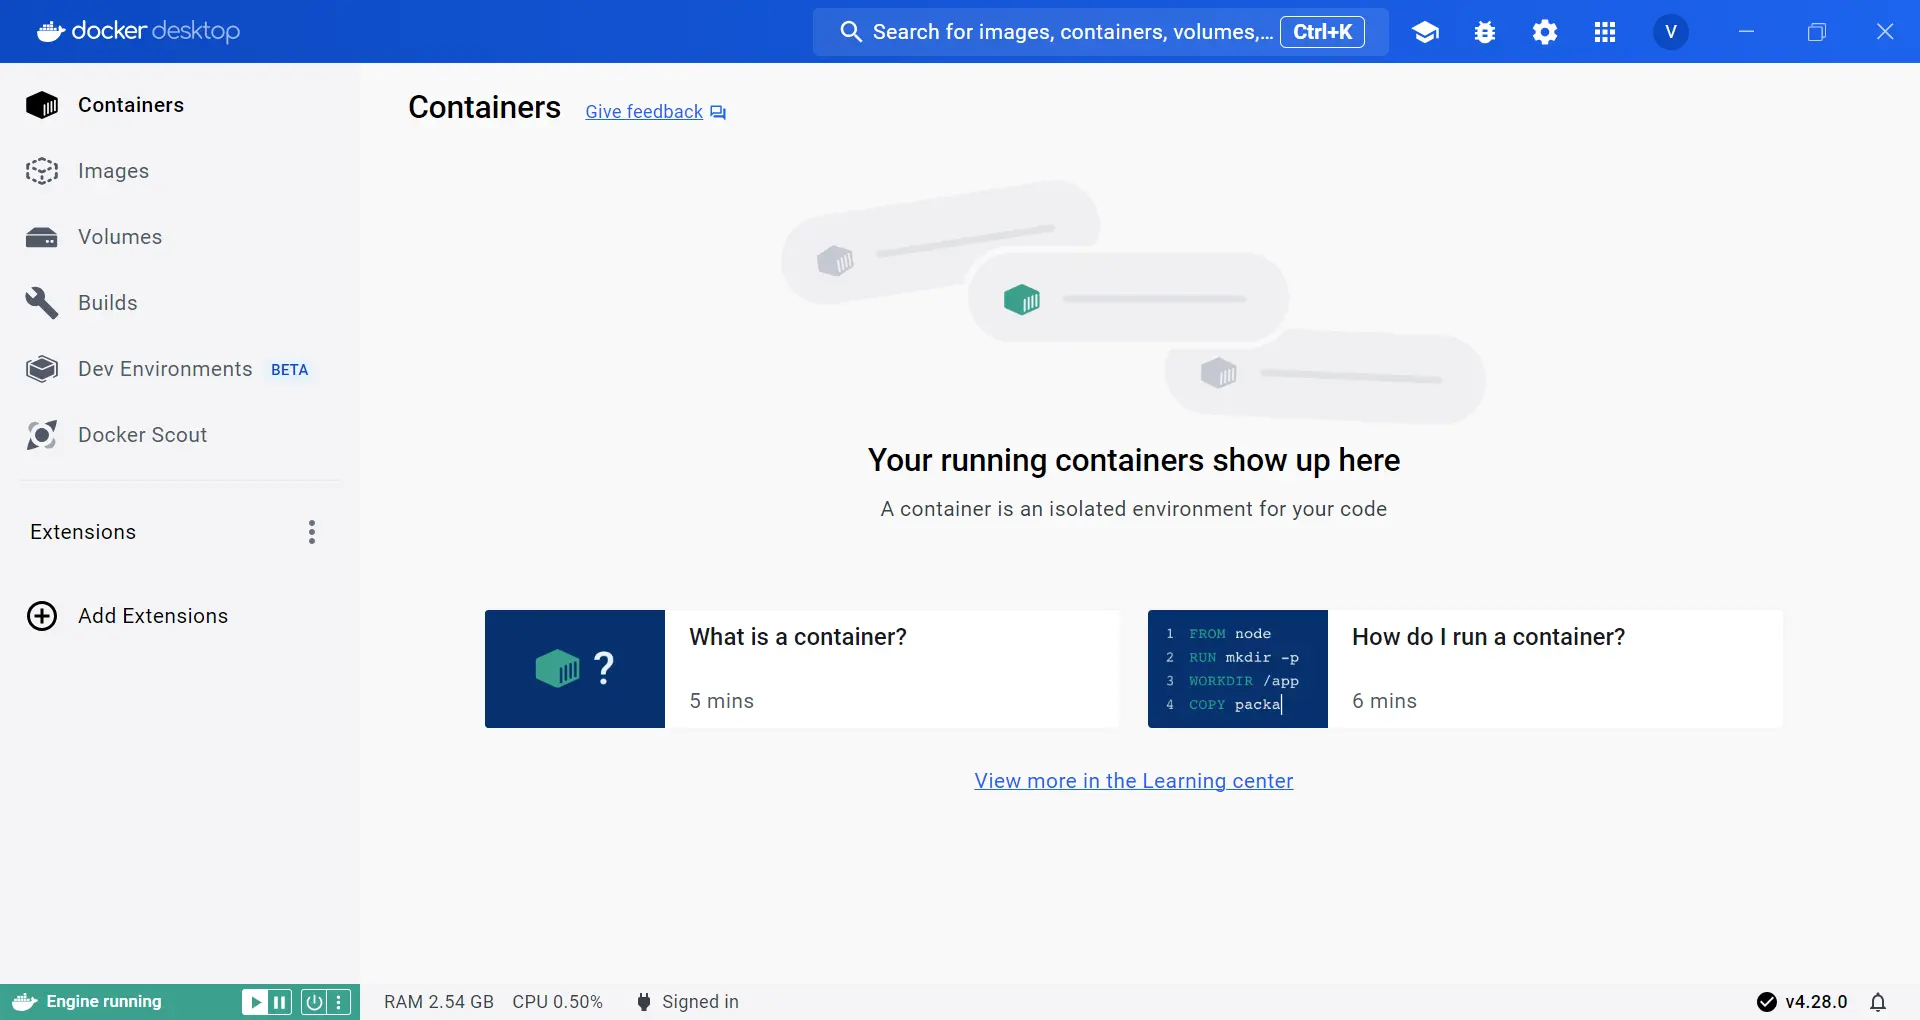 docker desktop
Search for images, containers, volumes,... Ctrl+K
V
Containers
Images
Volumes
Builds
Dev Environments BETA
Docker Scout
Extensions
Add Extensions
Containers Give feedback
Your running containers show up here
A container is an isolated environment for your code
?
What is a container?
5 mins
1 FROM node
2 RUN mkdir -p
3 WORKDIR /app
4 COPY packa
How do I run a container?
6 mins
View more in the Learning center
Engine running
RAM 2.54 GB CPU 0.50% Signed in
v4.28.0